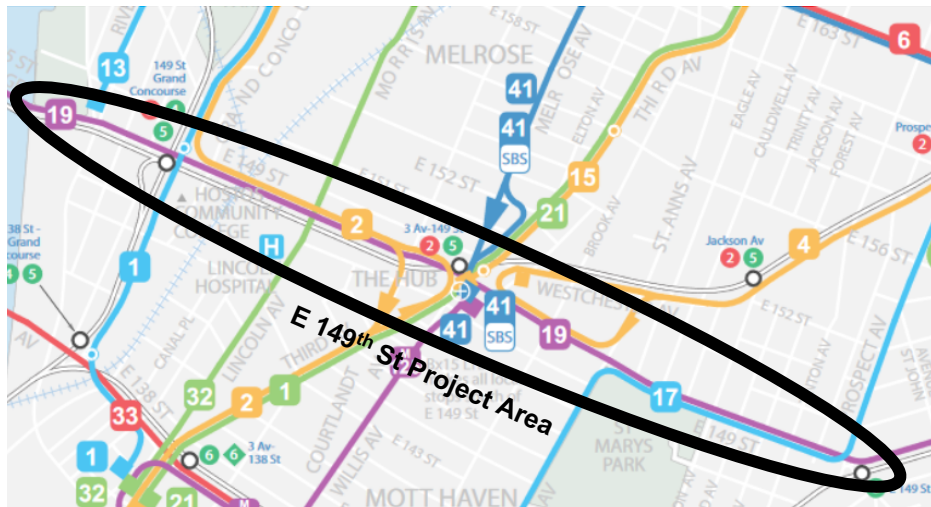 E 158 ST
E 163 ST
6
MELROSE
13
149 St
Grand
Concourse
2
4
5
19
41
41
SBS
MORRIS AV
MELROSE AV
ELTON AV
THIRD AV
EAGLE AV
CAULDWELL AV
TRINITY AV
JACKSON AV
FOREST AV
2
E 149 ST
E 151 ST
E 152 ST
15
21
BROOK AV
ST. ANNS AV
HOSTOS
COMMUNITY
COLLEGE
2
3 Av-149 St
2
5
Jackson Av
2
5
4
E 156 ST
38 St -
Grand
5
1
H
LINCOLN
HOSPITAL
THE HUB
WESTCHESTER
E 152 ST
41
SBS
41
19
E 149th St Project Area
CANAL PL
LINCOLN AV
THIRD
AV
E 138 ST
32
2
1
COURTLANDT
WILLIS AV
E 149 ST
17
E 149 ST
PROSPECT AV
ST JOHN
33
1
32
21
6
6
3 Av-
138 St
E 143 ST
MARYS
PARK
MOTT HAVEN
M
E 149 St